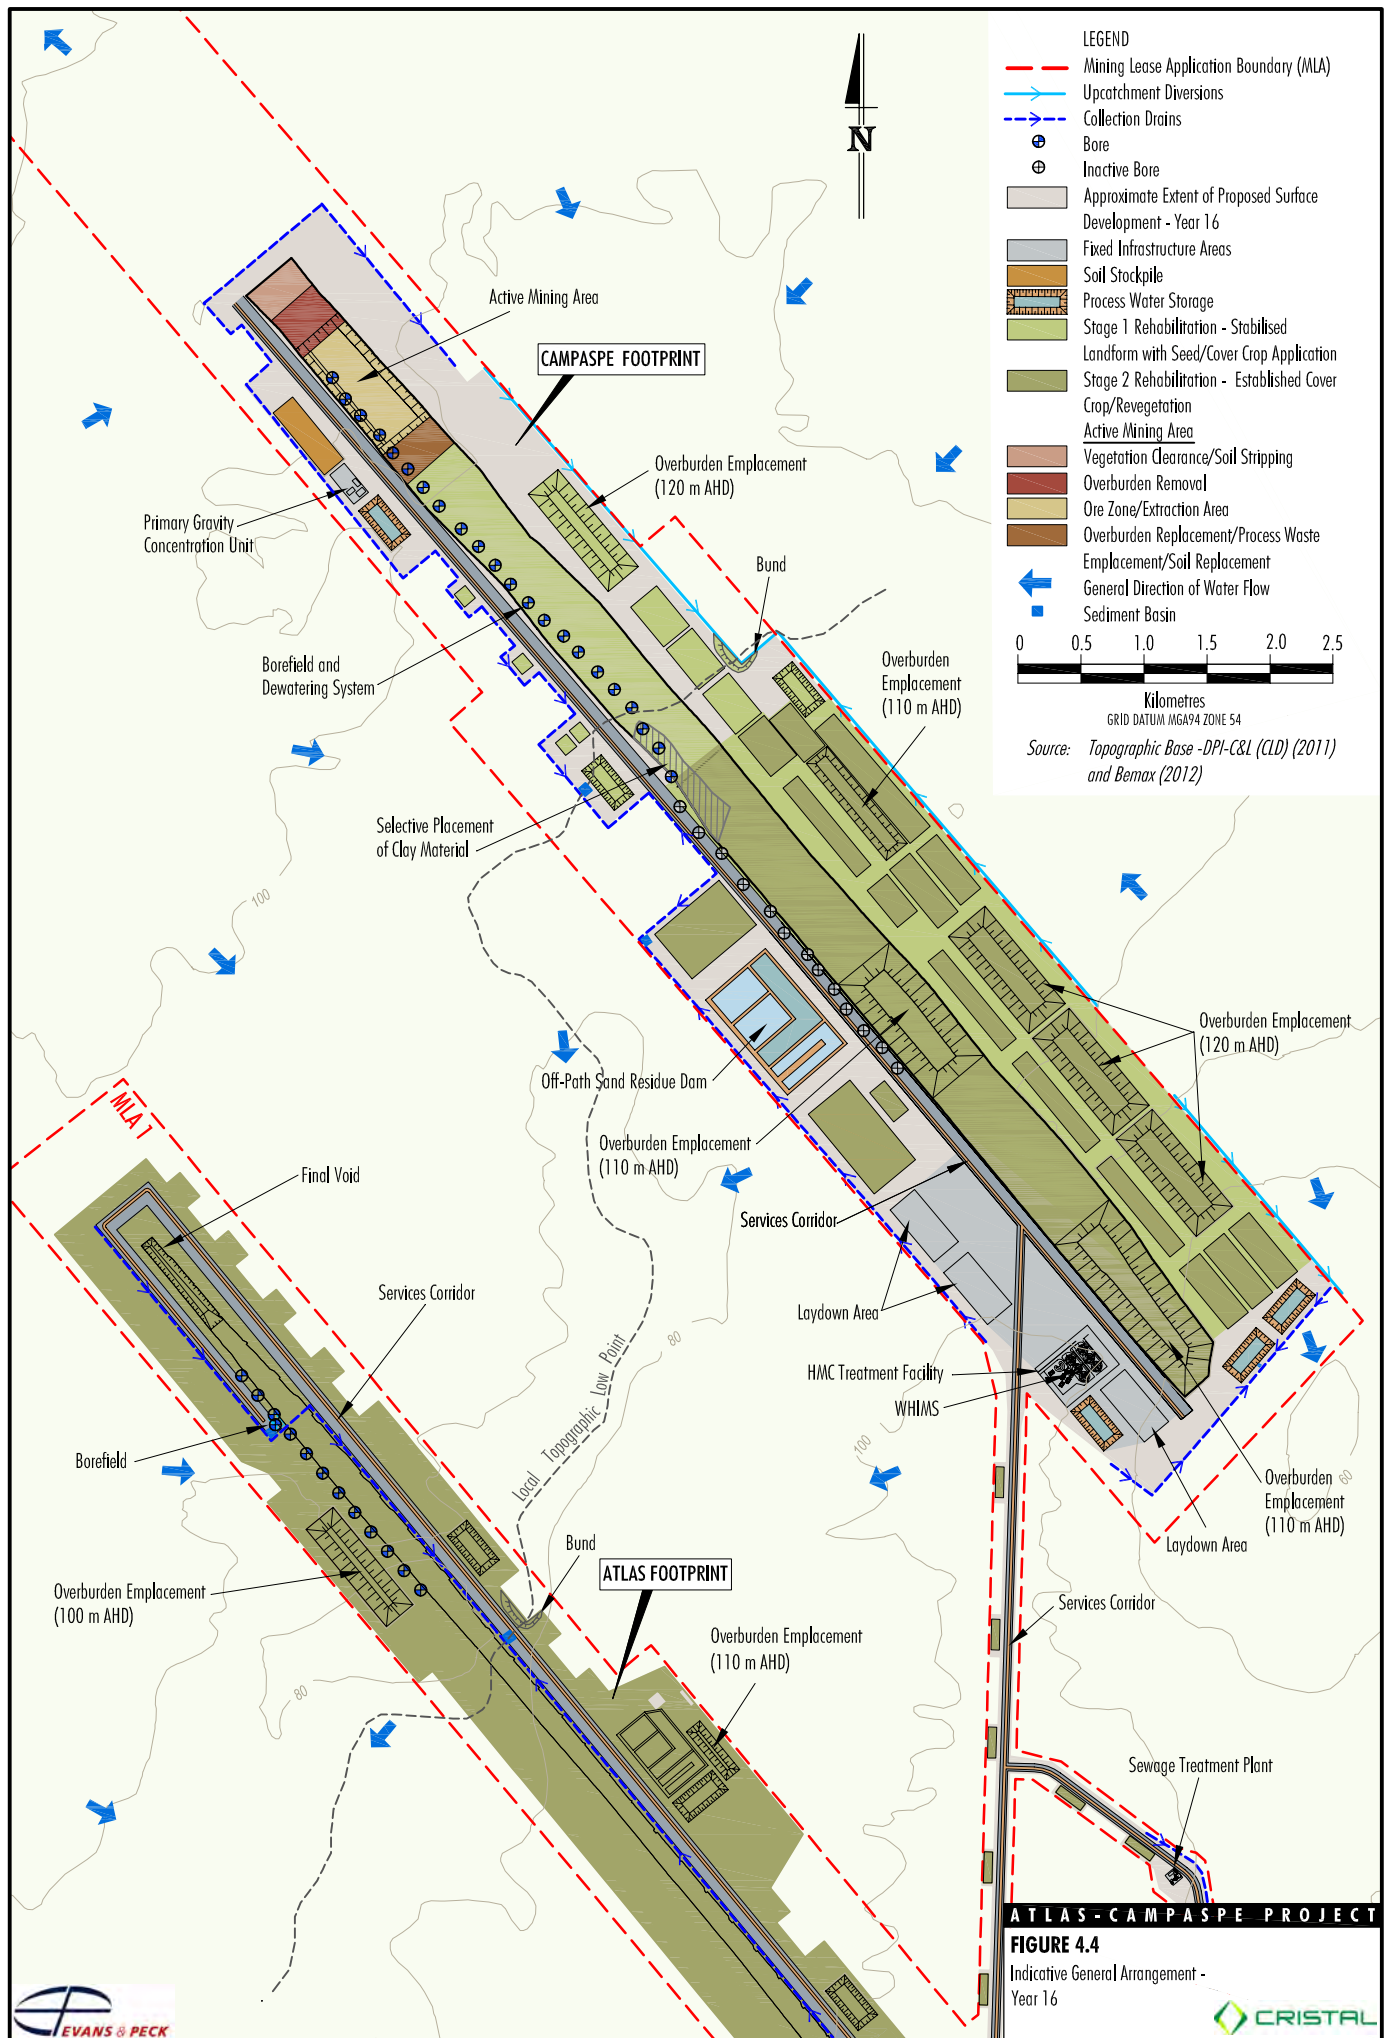 LEGEND
Mining Lease Application Boundary (MLA)
Upcatchment Diversions
Collection Drains
Bore
Inactive Bore
Approximate Extent of Proposed Surface
Development - Year 16
Fixed Infrastructure Areas
Soil Stockpile
Process Water Storage
Stage 1 Rehabilitation - Stabilised
Landform with Seed/Cover Crop Application
Stage 2 Rehabilitation - Established Cover
Crop/Revegetation
Active Mining Area
Vegetation Clearance/Soil Stripping
Overburden Removal
Ore Zone/Extraction Area
Overburden Replacement/Process Waste
Emplacement/Soil Replacement
General Direction of Water Flow
Sediment Basin
0 0.5 1.0 1.5 2.0 2.5
Kilometres
GRID DATUM MGA94 ZONE 54
Source: Topographic Base -DPI-C&L (CLD) (2011)
and Bemax (2012)
N
Active Mining Area
CAMPASPE FOOTPRINT
Overburden Emplacement
(120 m AHD)
Primary Gravity
Concentration Unit
Bund
Borefield and
Dewatering System
Overburden
Emplacement
(110 m AHD)
Selective Placement
of Clay Material
100
Overburden Emplacement
(120 m AHD)
Off-Path Sand Residue Dam
MLA 1
Overburden Emplacement
(110 m AHD)
Final Void
Services Corridor
Services Corridor
Laydown Area
80
Local Topographic Low Point
HMC Treatment Facility
WHIMS
100
Borefield
60
Overburden
Emplacement
(110 m AHD)
Laydown Area
Bund
ATLAS FOOTPRINT
Overburden Emplacement
(100 m AHD)
Services Corridor
Overburden Emplacement
(110 m AHD)
80
Sewage Treatment Plant
ATLAS-CAMPASPE PROJECT
FIGURE 4.4
Indicative General Arrangement -
Year 16
EVANS & PECK
CRISTAL